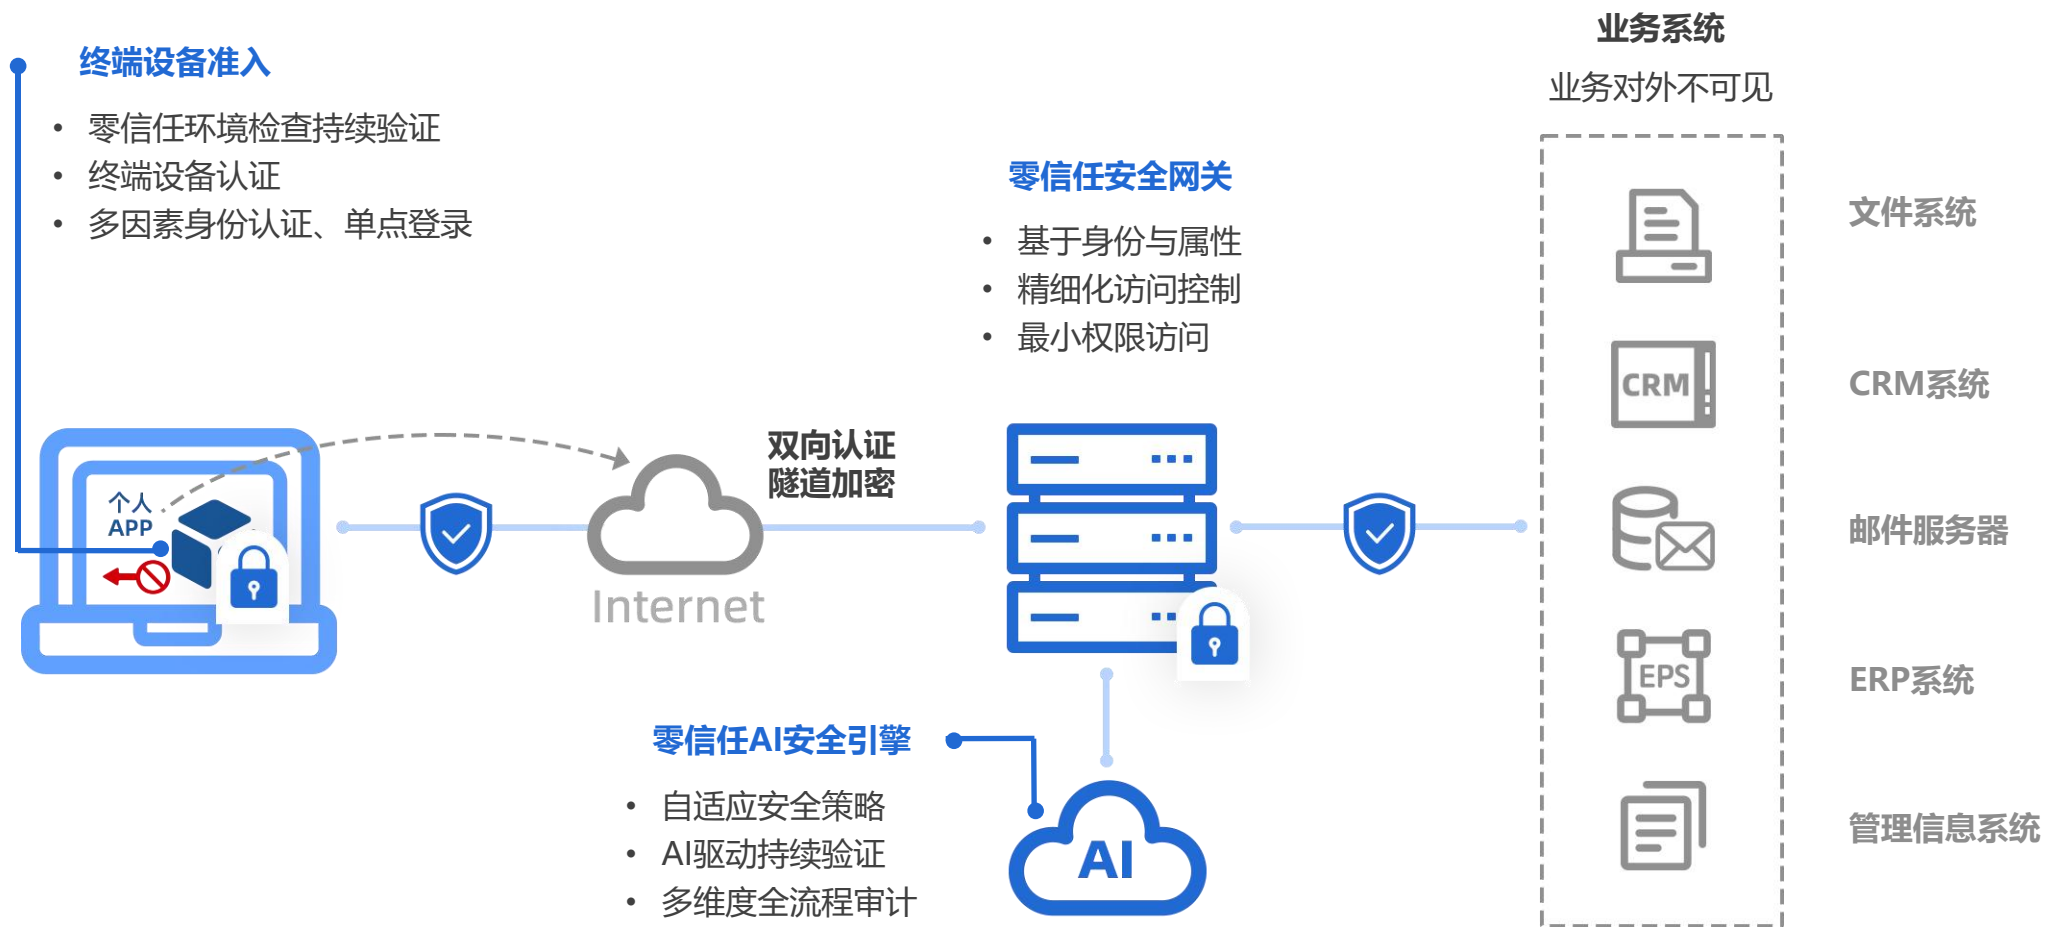 终端设备准入
• 零信任环境检查持续验证
• 终端设备认证
• 多因素身份认证、单点登录
个人
APP
Internet
双向认证
隧道加密
零信任安全网关
• 基于身份与属性
• 精细化访问控制
• 最小权限访问
零信任AI安全引擎
• 自适应安全策略
• AI驱动持续验证
• 多维度全流程审计
AI
业务系统
业务对外不可见
文件系统
CRM
CRM系统
邮件服务器
EPS
ERP系统
管理信息系统